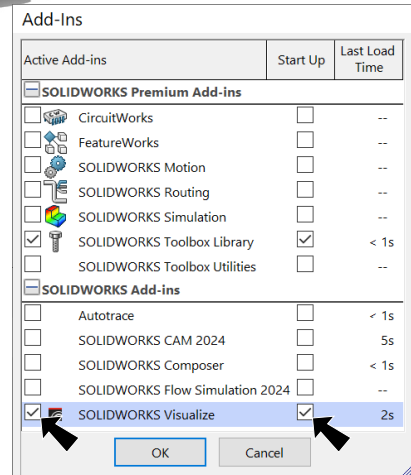 Add-Ins
Active Add-ins Start Up Last Load Time
SOLIDWORKS Premium Add-ins
CircuitWorks --
FeatureWorks --
SOLIDWORKS Motion --
SOLIDWORKS Routing --
SOLIDWORKS Simulation --
SOLIDWORKS Toolbox Library < 1s
SOLIDWORKS Toolbox Utilities --
SOLIDWORKS Add-ins
Autotrace < 1s
SOLIDWORKS CAM 2024 5s
SOLIDWORKS Composer < 1s
SOLIDWORKS Flow Simulation 2024 --
SOLIDWORKS Visualize 2s
OK Cancel